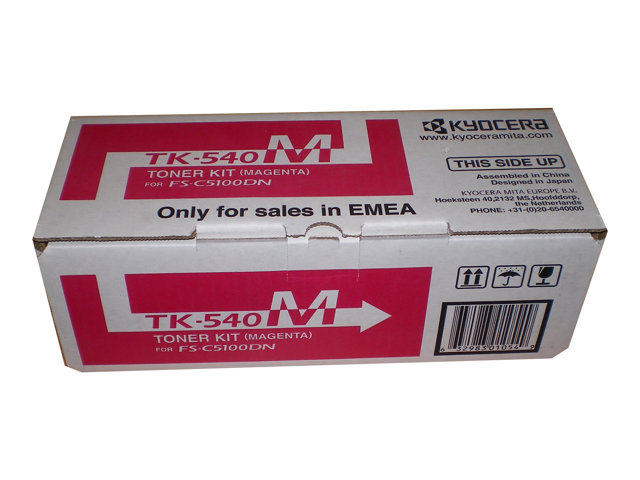 TK-540 M
TONER KIT (MAGENTA)
FOR FS-C5100DN
Only for sales in EMEA
KYOCERA
www.kyoceramita.com
THIS SIDE UP
Assembled in China
Designed in Japan
KYOCERA MITA EUROPE B.V.
Hoeksteen 40,2132 MS,Hoofddorp,
the Netherlands
PHONE: +31-(0)20-6540000
TK-540 M
TONER KIT (MAGENTA)
FOR FS-C5100DN